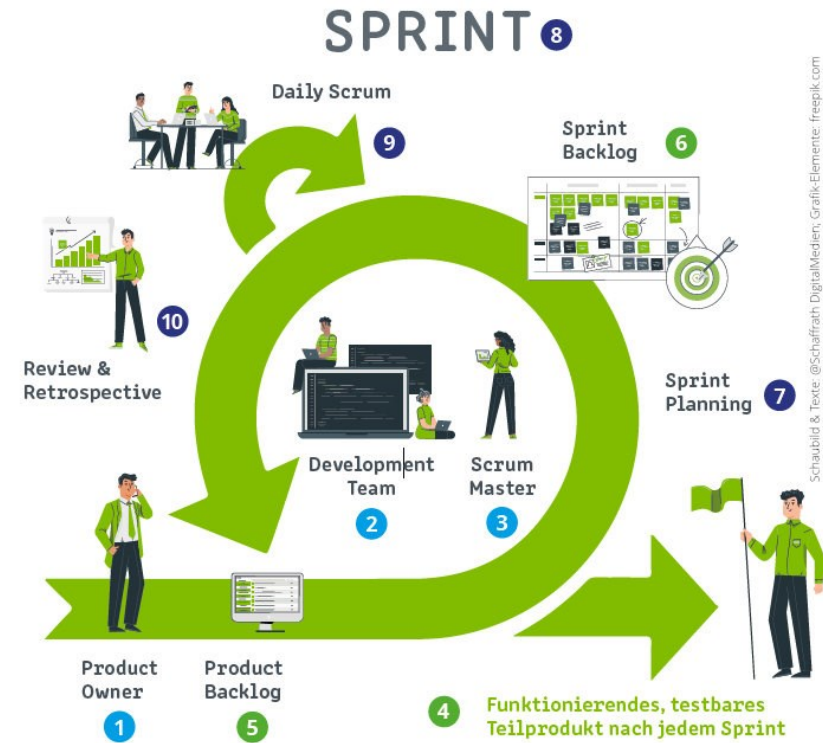 SPRINT 8
Daily Scrum
9
Sprint
Backlog
6
10
Review &
Retrospective
Sprint
Planning
7
Development
Team
2
Scrum
Master
3
Product
Owner
1
Product
Backlog
5
4
Funktionierendes, testbares
Teilprodukt nach jedem Sprint
Schaubild & Texte: @Schaffrath DigitalMedien; Grafik-Elemente: freepik.com